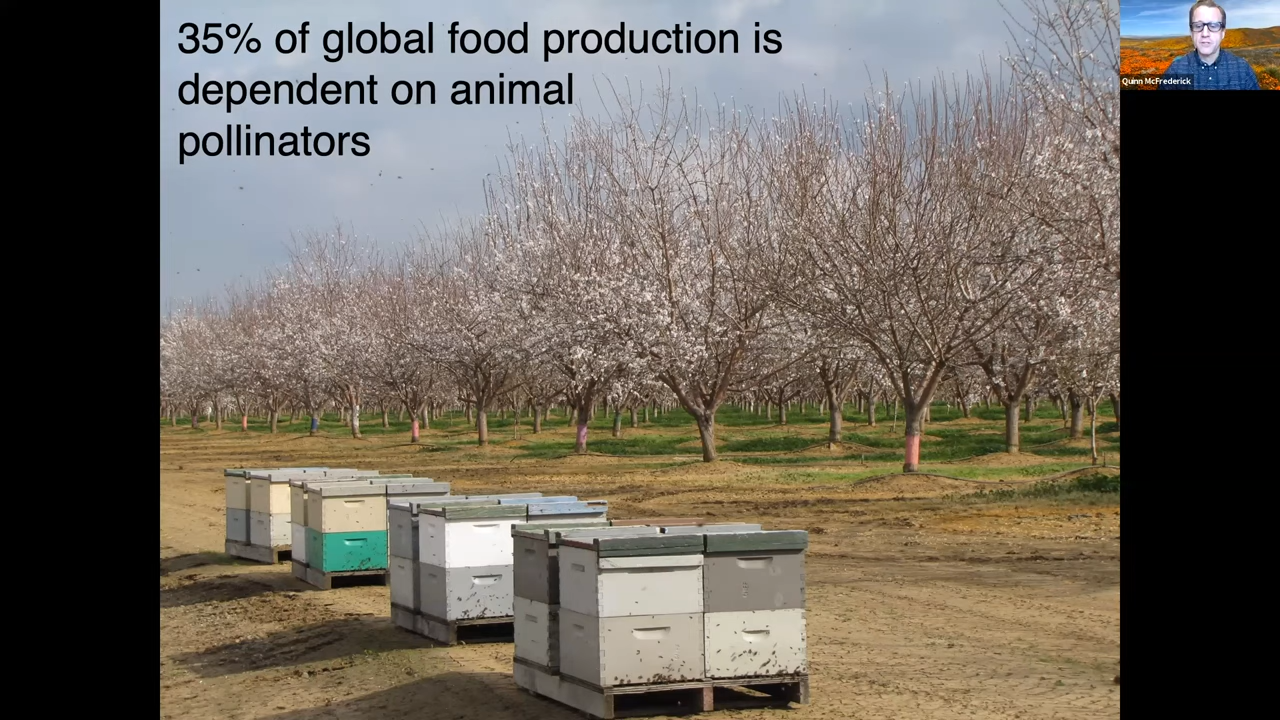 35% of global food production is
dependent on animal
pollinators
Quinn McFrederick